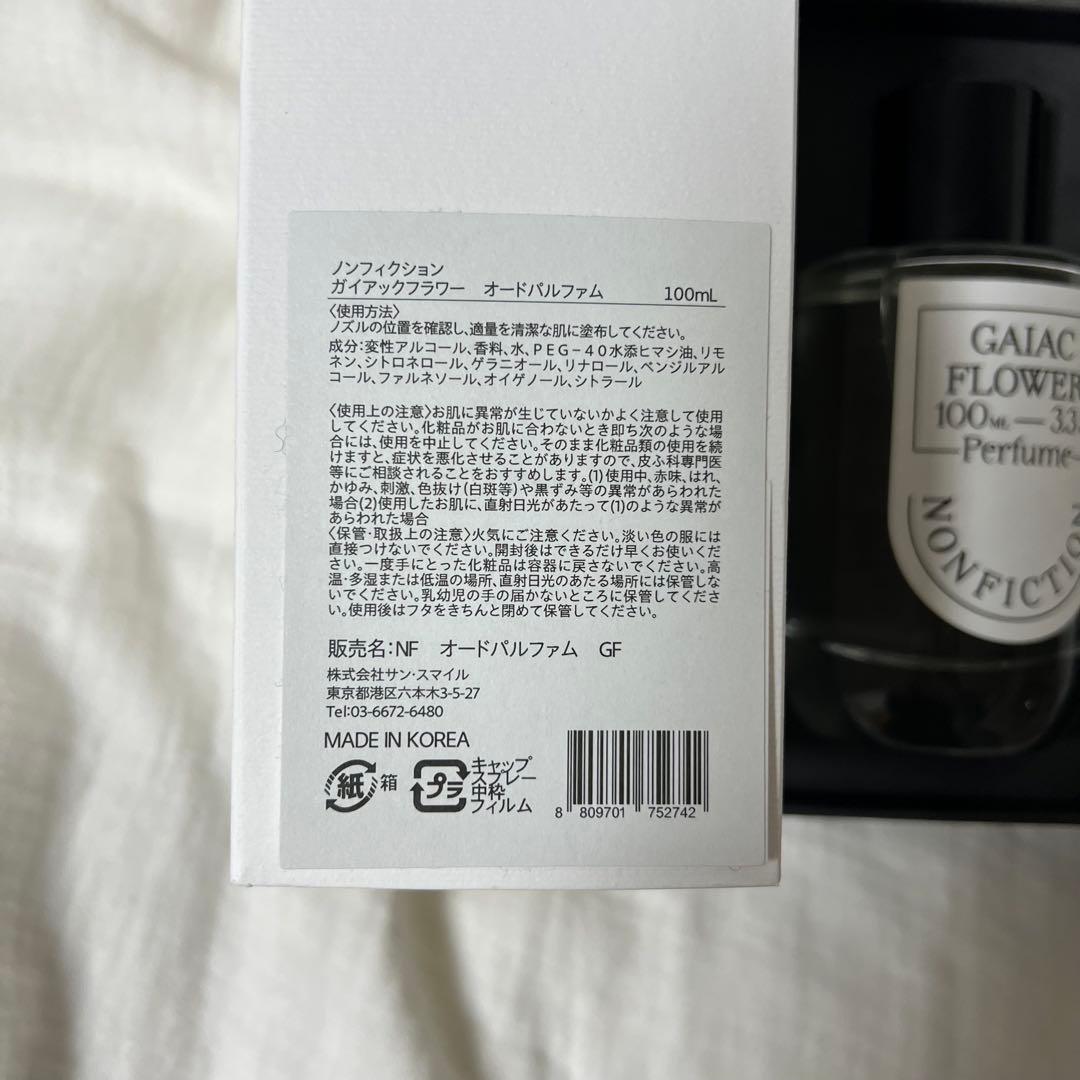 ノンフィクション
ガイアックフラワー　オードパルファム　100mL
〈使用方法〉
ノズルの位置を確認し、適量を清潔な肌に塗布してください。
成分：変性アルコール、香料、水、ＰＥＧ－４０水添ヒマシ油、リモ
ネン、シトロネロール、ゲラニオール、リナロール、ベンジルアル
コール、ファルネソール、オイゲノール、シトラール
〈使用上の注意〉お肌に異常が生じていないかよく注意して使用
してください。化粧品がお肌に合わないとき即ち次のような場
合には、使用を中止してください。そのまま化粧品類の使用を続
けますと、症状を悪化させることがありますので、皮ふ科専門医
等にご相談されることをおすすめします。(1)使用中、赤味、はれ、
かゆみ、刺激、色抜け(白斑等)や黒ずみ等の異常があらわれた
場合(2)使用したお肌に、直射日光があたって(1)のような異常が
あらわれた場合
〈保管・取扱上の注意〉火気にご注意ください。淡い色の服には
直接つけないでください。開封後はできるだけ早くお使いくだ
さい。一度手にとった化粧品は容器に戻さないでください。高
温・多湿または低温の場所、直射日光のあたる場所には保管しな
いでください。乳幼児の手の届かないところに保管してくださ
い。使用後はフタをきちんと閉めて保管してください。
販売名：NF　オードパルファム　GF
株式会社サン・スマイル
東京都港区六本木3-5-27
Tel:03-6672-6480
MADE IN KOREA
紙 箱
プラ キャップ
スプレー
中枠
フィルム
8 809701 752742
GAIAC
FLOWER
100ML — 3.3
Perfume
NONFICTION